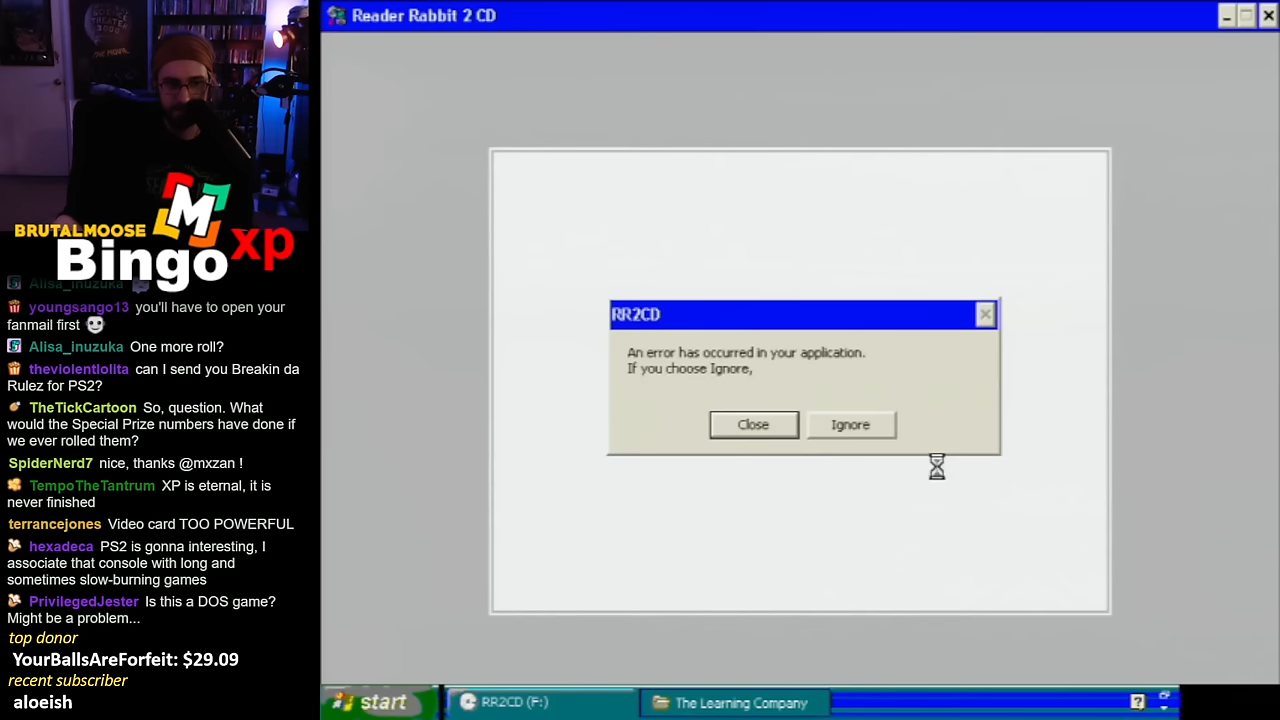 Reader Rabbit 2 CD
BRUTALMOOSE
M
Bingo xp
Alisa_inuzuka
youngsango13 you'll have to open your
fanmail first
Alisa_inuzuka One more roll?
theviolentlolita can I send you Breakin da
Rulez for PS2?
TheTickCartoon So, question. What
would the Special Prize numbers have done if
we ever rolled them?
SpiderNerd7 nice, thanks @mxzan !
TempoTheTantrum XP is eternal, it is
never finished
terrancejones Video card TOO POWERFUL
hexadeca PS2 is gonna interesting, I
associate that console with long and
sometimes slow-burning games
PrivilegedJester Is this a DOS game?
Might be a problem...
top donor
YourBallsAreForfeit: $29.09
recent subscriber
aloeish
RR2CD
An error has occurred in your application.
If you choose Ignore,
Close Ignore
start RR2CD (F:) The Learning Company